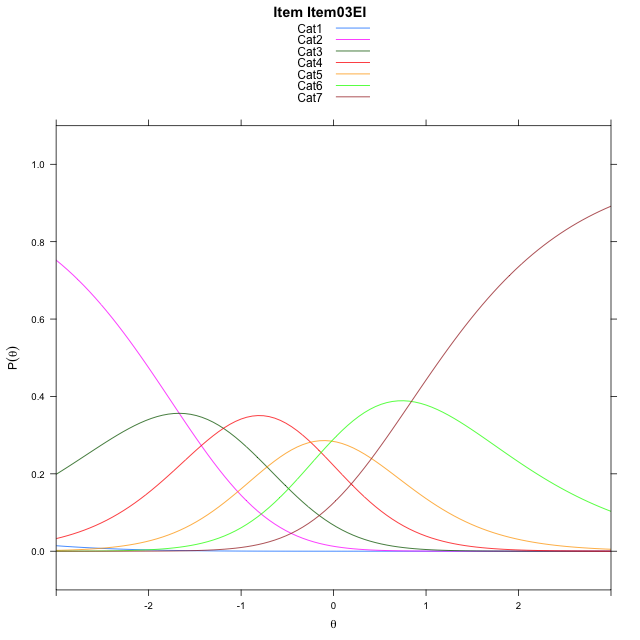 Item Item03EI
Cat1
Cat2
Cat3
Cat4
Cat5
Cat6
Cat7
1.0
0.8
0.6
0.4
0.2
0.0
P(θ)
-2 -1 0 1 2
θ